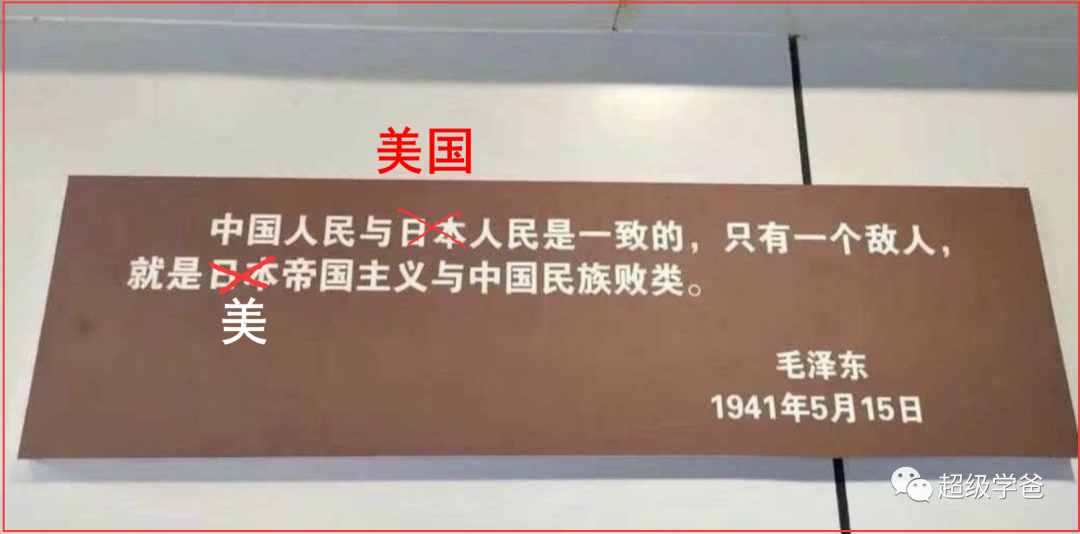 美国
中国人民与日本人民是一致的，只有一个敌人，
就是日本帝国主义与中国民族败类。
美
毛泽东
1941年5月15日
超级学爸